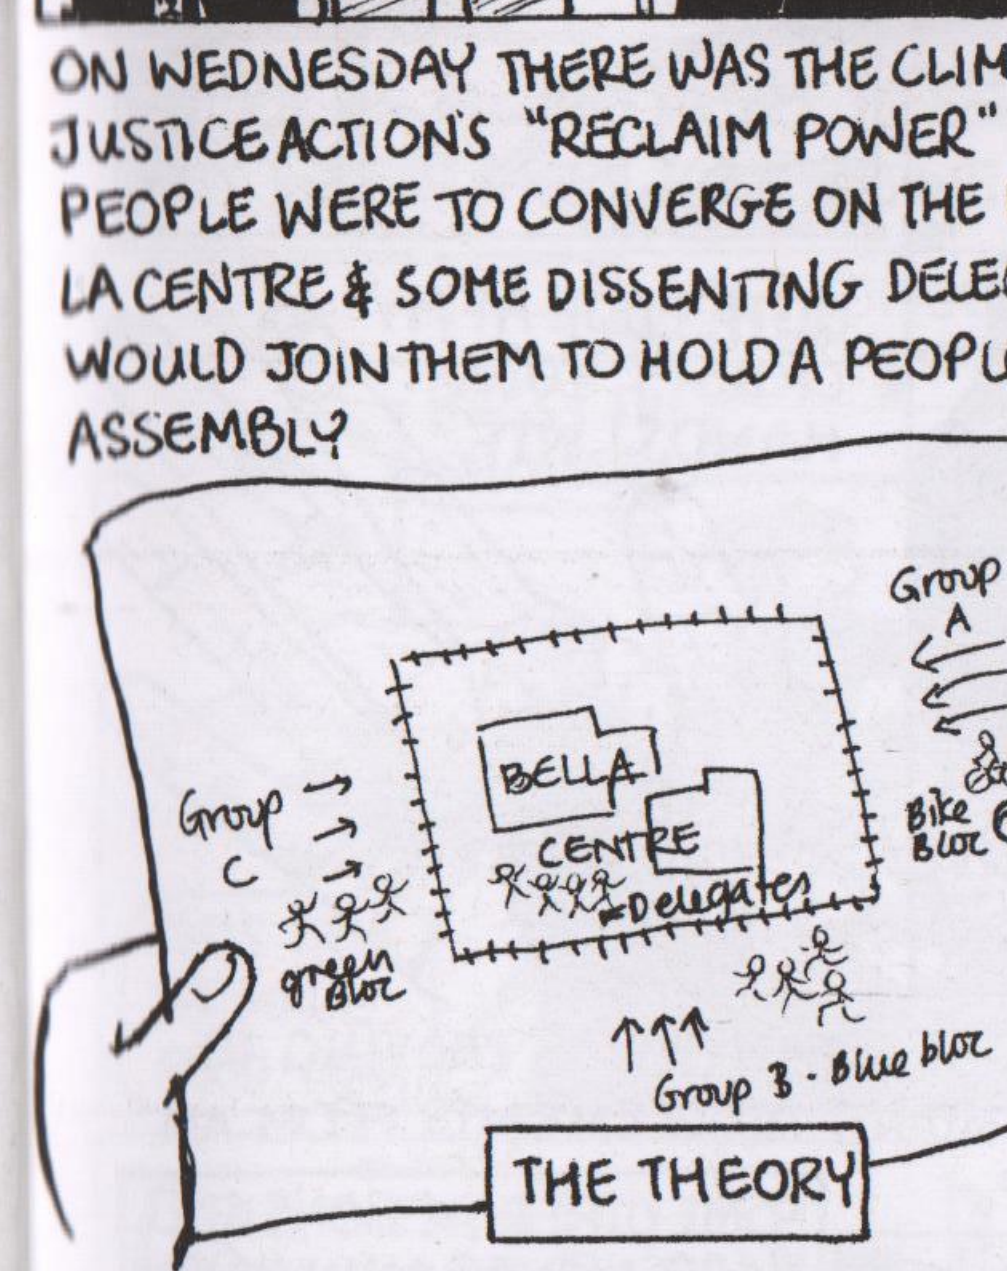 ON WEDNESDAY THERE WAS THE CLIM
JUSTICE ACTION'S "RECLAIM POWER"
PEOPLE WERE TO CONVERGE ON THE
LA CENTRE & SOME DISSENTING DELEG
WOULD JOIN THEM TO HOLD A PEOPL
ASSEMBLY
Group
A
BELLA
Group
C
Bike
Bloc
CENTRE
Delegates
green
Bloc
Group B - Blue bloc
THE THEORY